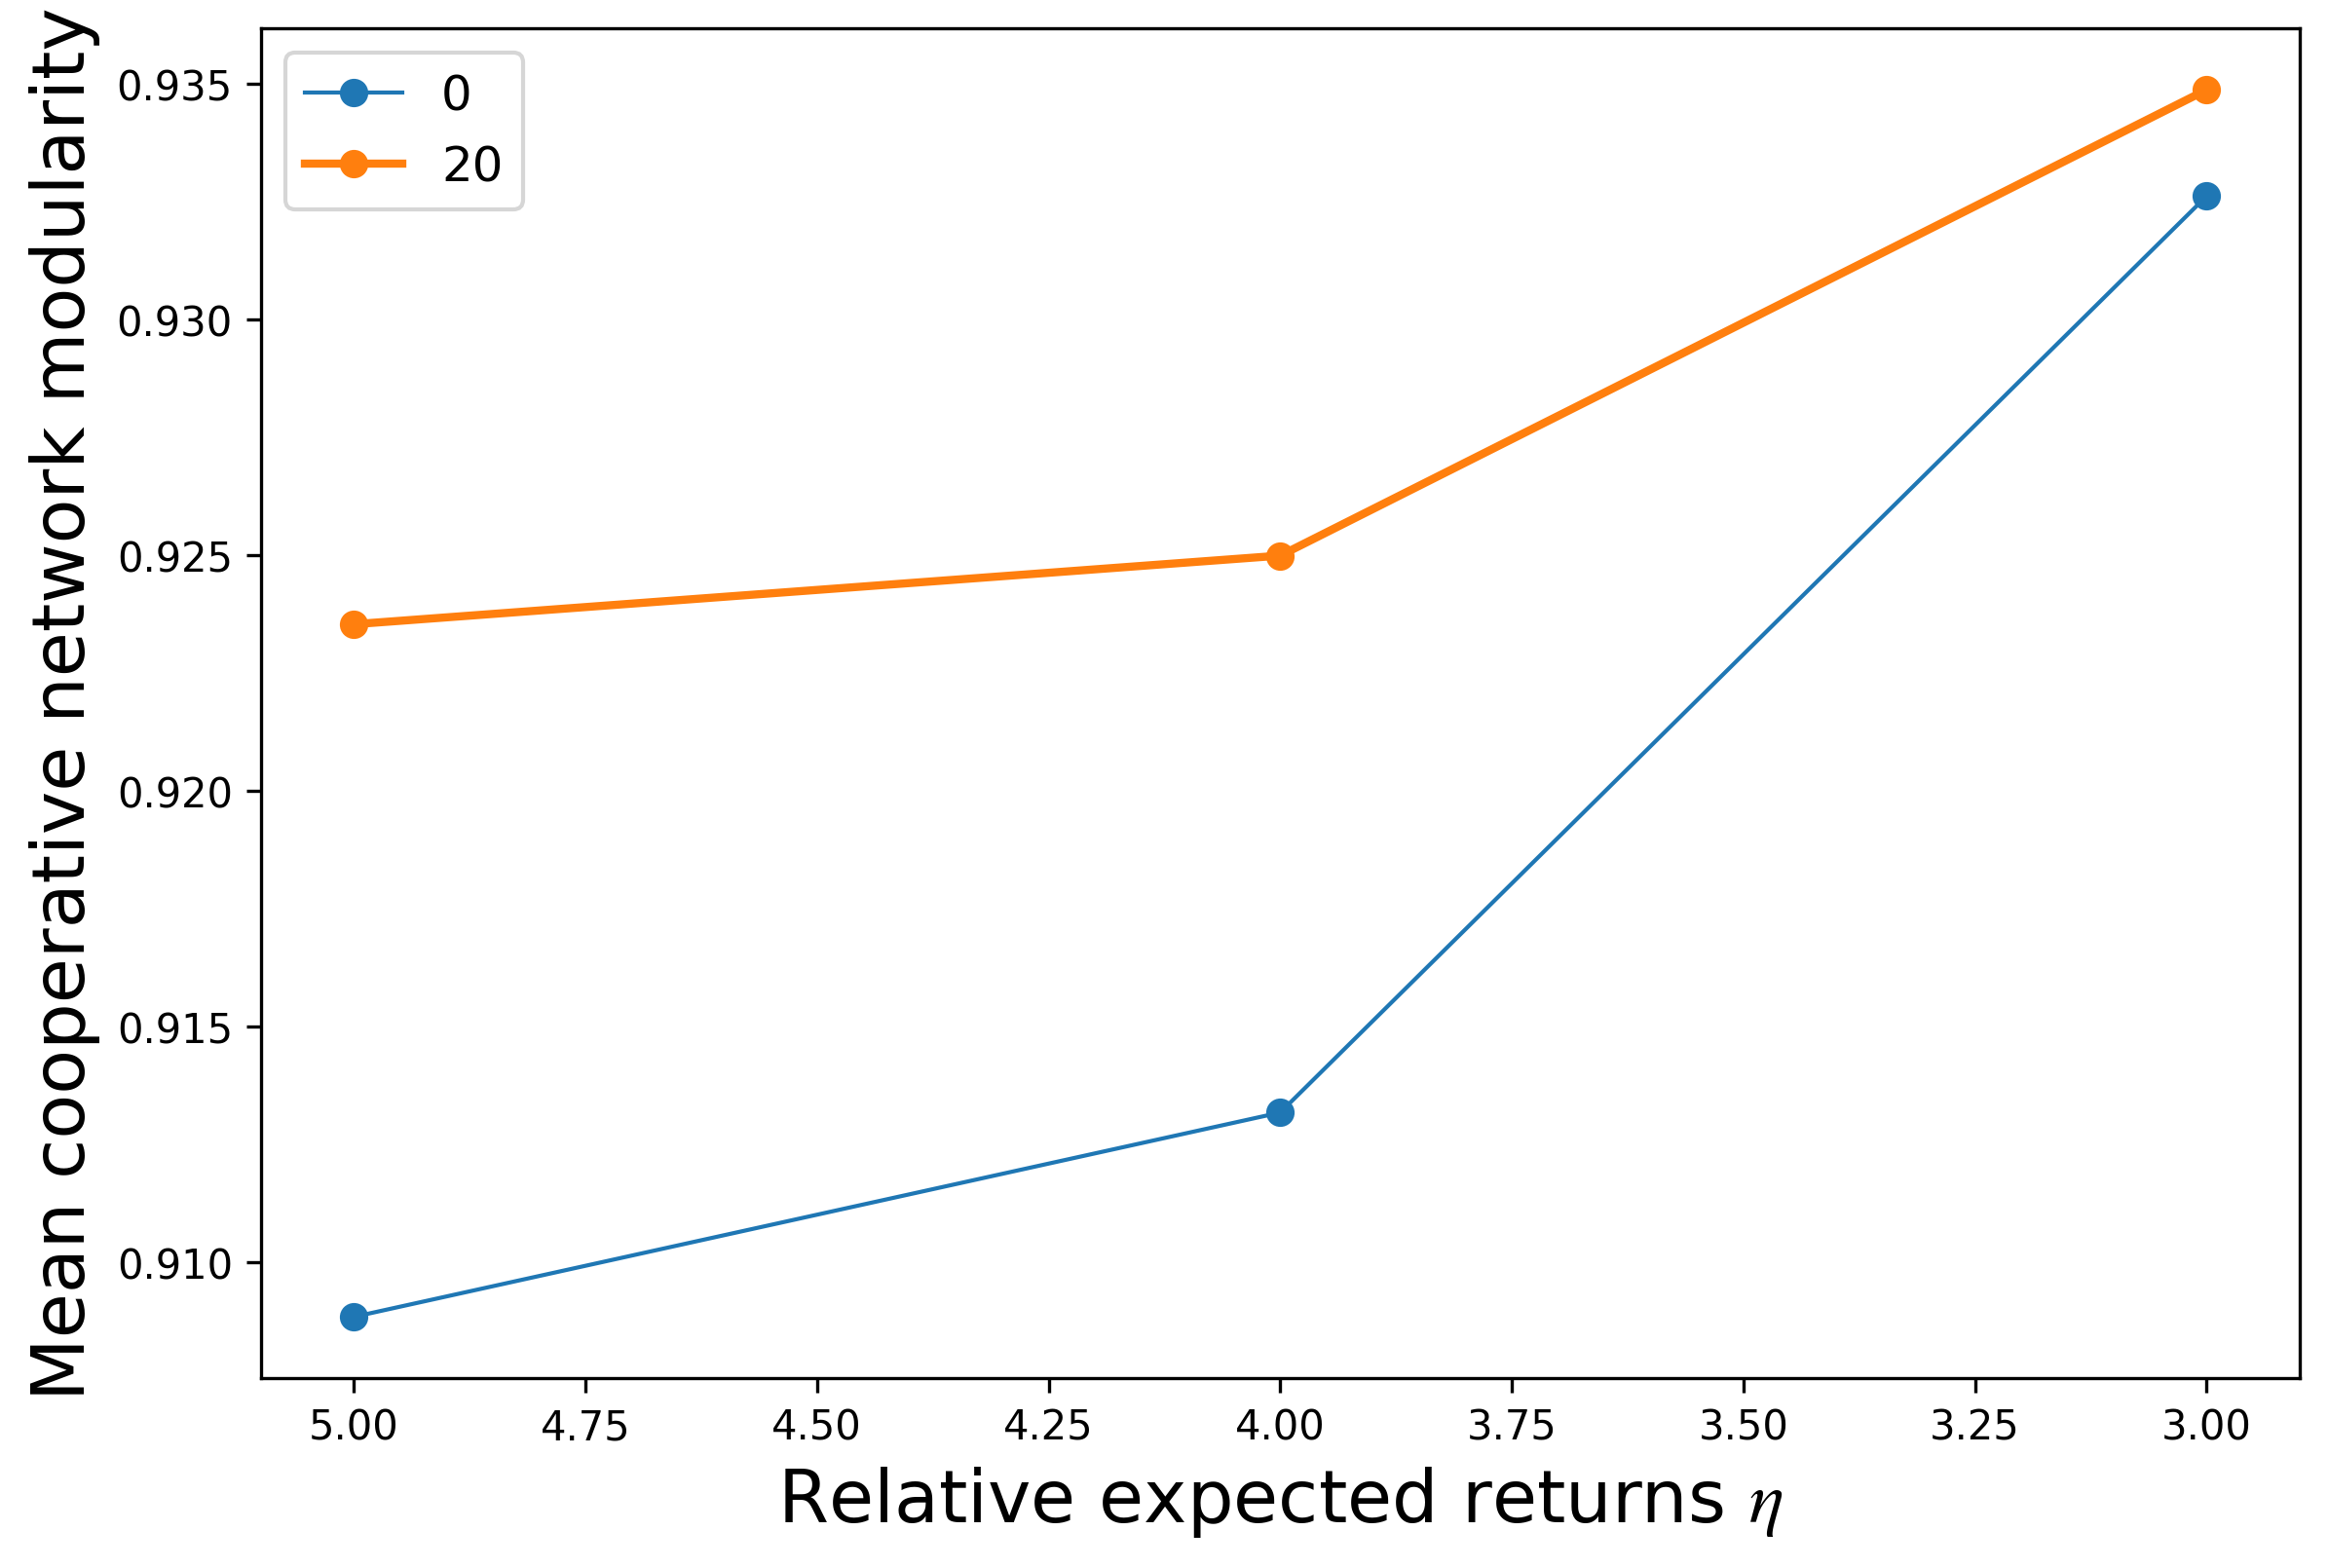 Mean cooperative network modularity
0.935
0.930
0.925
0.920
0.915
0.910
0
20
5.00 4.75 4.50 4.25 4.00 3.75 3.50 3.25 3.00
Relative expected returns η